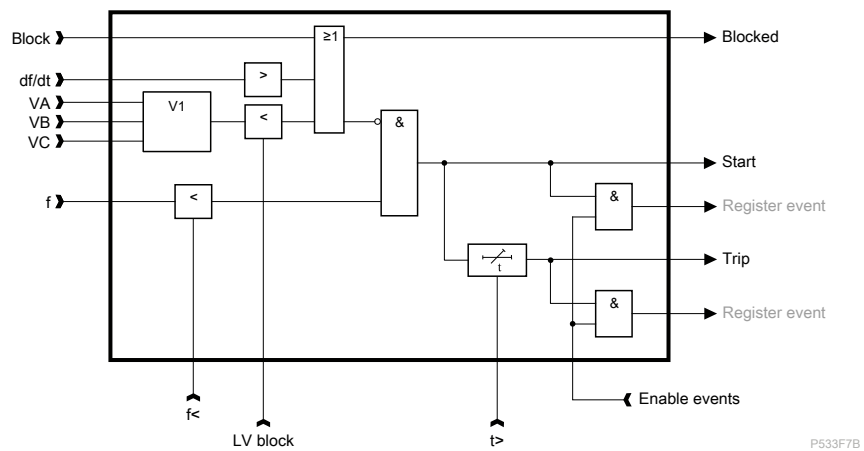 Block
≥1
Blocked
df/dt
>
VA
V1
VB
<
&
VC
Start
f
<
&
Register event
Trip
t
&
Register event
Enable events
f<
LV block
t>
P533F7B